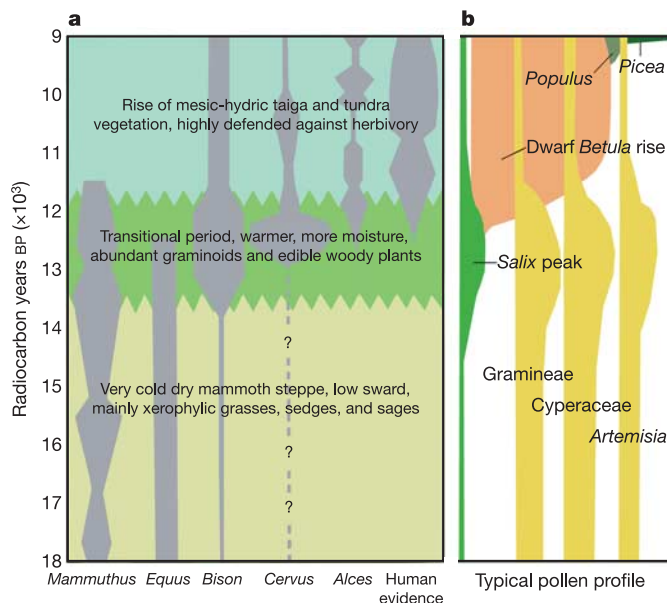 a
b
Radiocarbon years BP (×10³)
9
10
11
12
13
14
15
16
17
18
Rise of mesic-hydric taiga and tundra
vegetation, highly defended against herbivory
Transitional period, warmer, more moisture,
abundant graminoids and edible woody plants
?
Very cold dry mammoth steppe, low sward,
mainly xerophylic grasses, sedges, and sages
?
?
Mammuthus
Equus
Bison
Cervus
Alces
Human
evidence
Picea
Populus
Dwarf Betula rise
Salix peak
Gramineae
Cyperaceae
Artemisia
Typical pollen profile